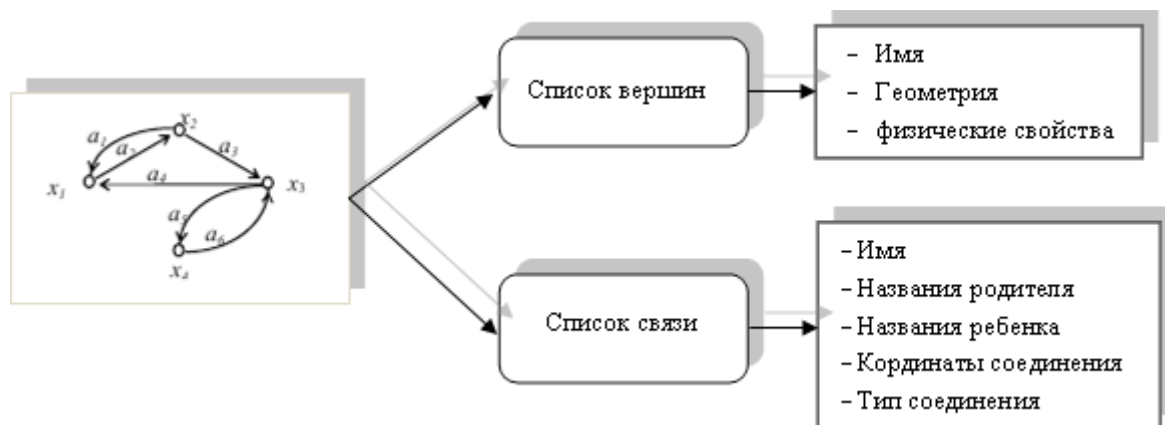 x₂
a₁
a₂
a₃
x₁
a₄
x₃
a₅
a₆
x₄
Список вершин
– Имя
– Геометрия
– физические свойства
Список связи
– Имя
– Названия родителя
– Названия ребенка
– Кординаты соединения
– Тип соединения